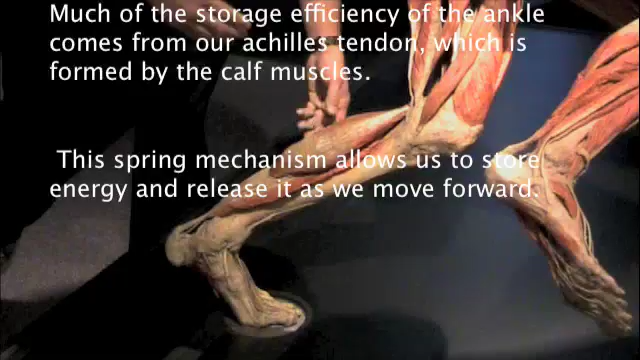 Much of the storage efficiency of the ankle
comes from our achilles tendon, which is
formed by the calf muscles.
This spring mechanism allows us to store
energy and release it as we move forward.